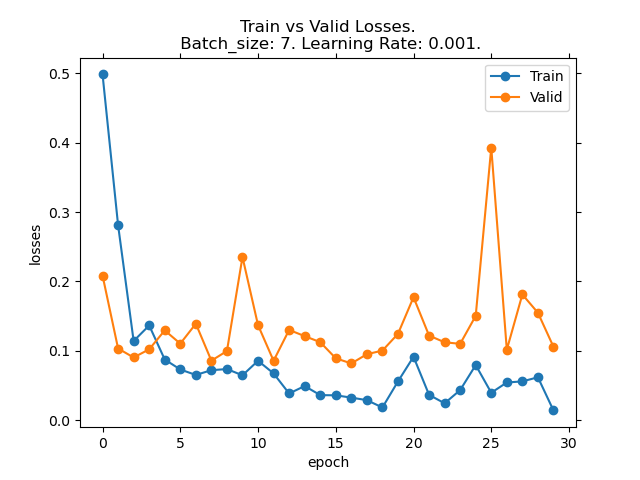 Train vs Valid Losses.
Batch_size: 7. Learning Rate: 0.001.
Train
Valid
0.5
0.4
0.3
0.2
0.1
0.0
losses
0 5 10 15 20 25 30
epoch